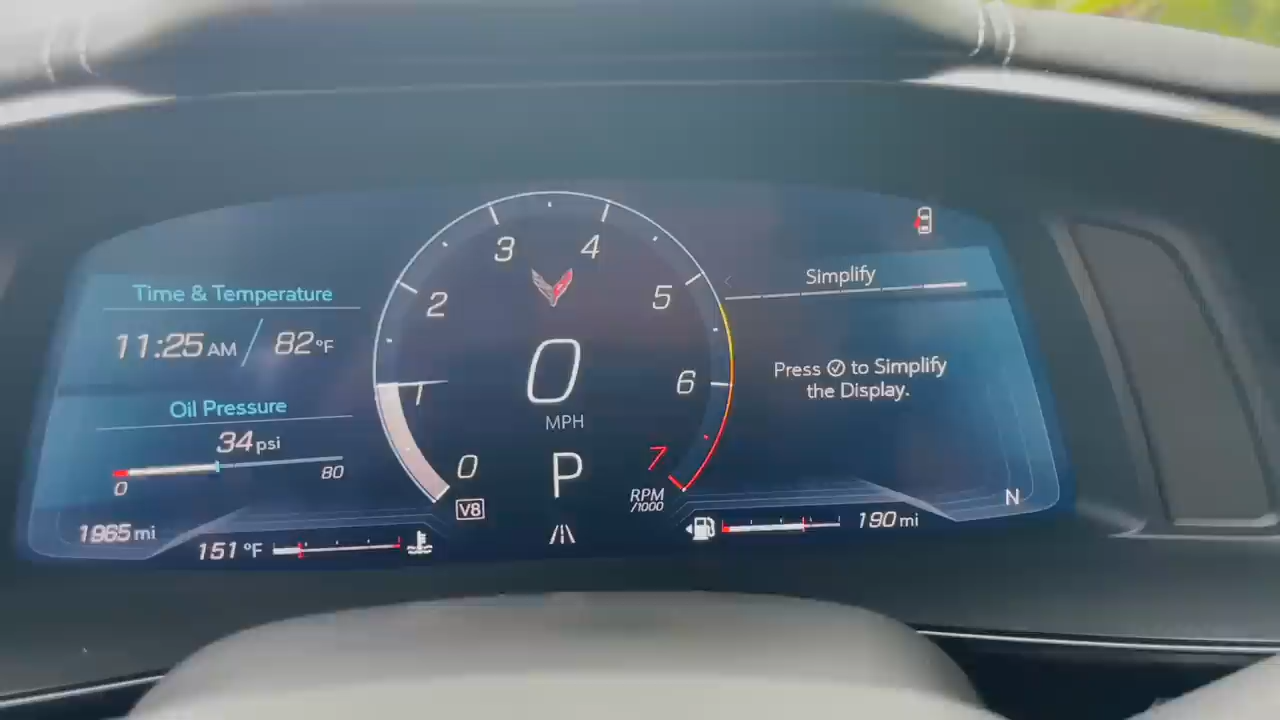 Time & Temperature
11:25 AM / 82°F
Oil Pressure
34 psi
0
80
1965 mi
151 °F
0
1
2
3
4
5
6
7
RPM
/1000
V8
0
MPH
P
Simplify
Press to Simplify
the Display.
190 mi
N